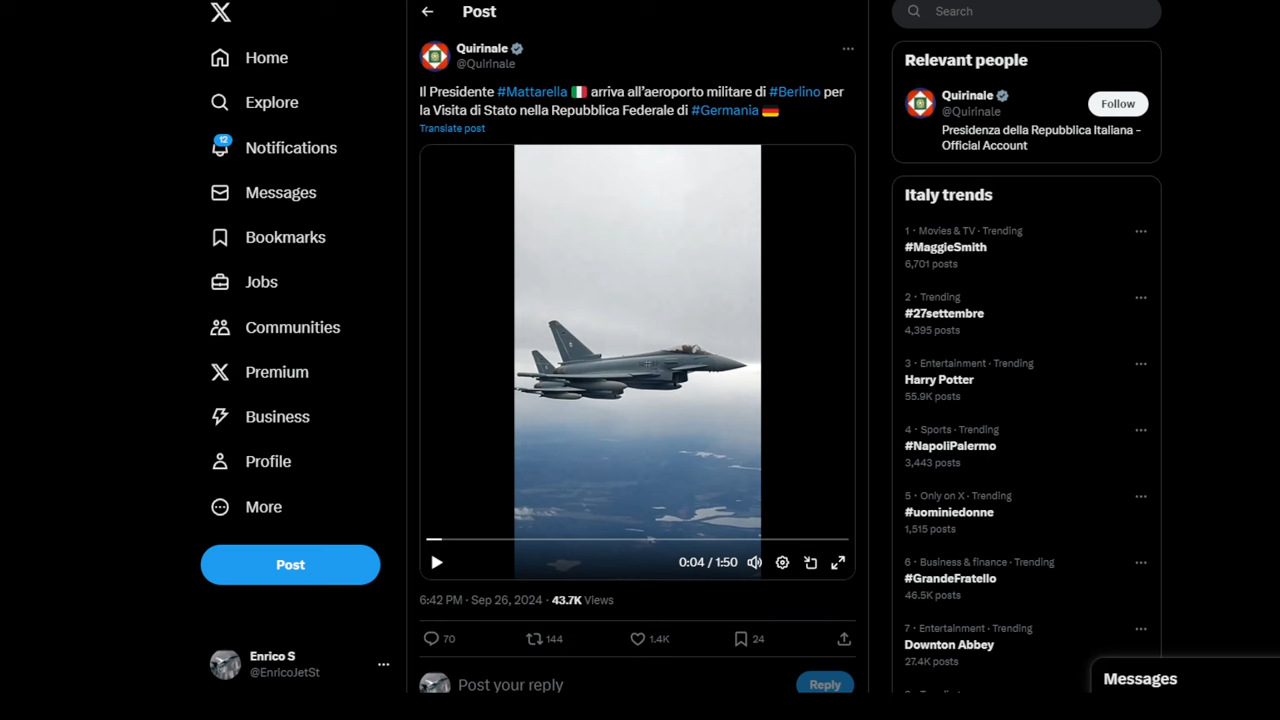 Home
Explore
12
Notifications
Messages
Bookmarks
Jobs
Communities
Premium
Business
Profile
More
Post
Enrico S
@EnricoJetSt
Post
Quirinale
@Quirinale
Il Presidente #Mattarella 🇮🇹 arriva all’aeroporto militare di #Berlino per
la Visita di Stato nella Repubblica Federale di #Germania 🇩🇪
Translate post
0:04 / 1:50
6:42 PM · Sep 26, 2024 · 43.7K Views
70 144 1.4K 24
Post your reply
Reply
Search
Relevant people
Quirinale
@Quirinale
Follow
Presidenza della Repubblica Italiana -
Official Account
Italy trends
1 · Movies & TV · Trending
#MaggieSmith
6,701 posts
2 · Trending
#27settembre
4,395 posts
3 · Entertainment · Trending
Harry Potter
55.9K posts
4 · Sports · Trending
#NapoliPalermo
3,443 posts
5 · Only on X · Trending
#uominiedonne
1,515 posts
6 · Business & finance · Trending
#GrandeFratello
46.5K posts
7 · Entertainment · Trending
Downton Abbey
27.4K posts
Messages